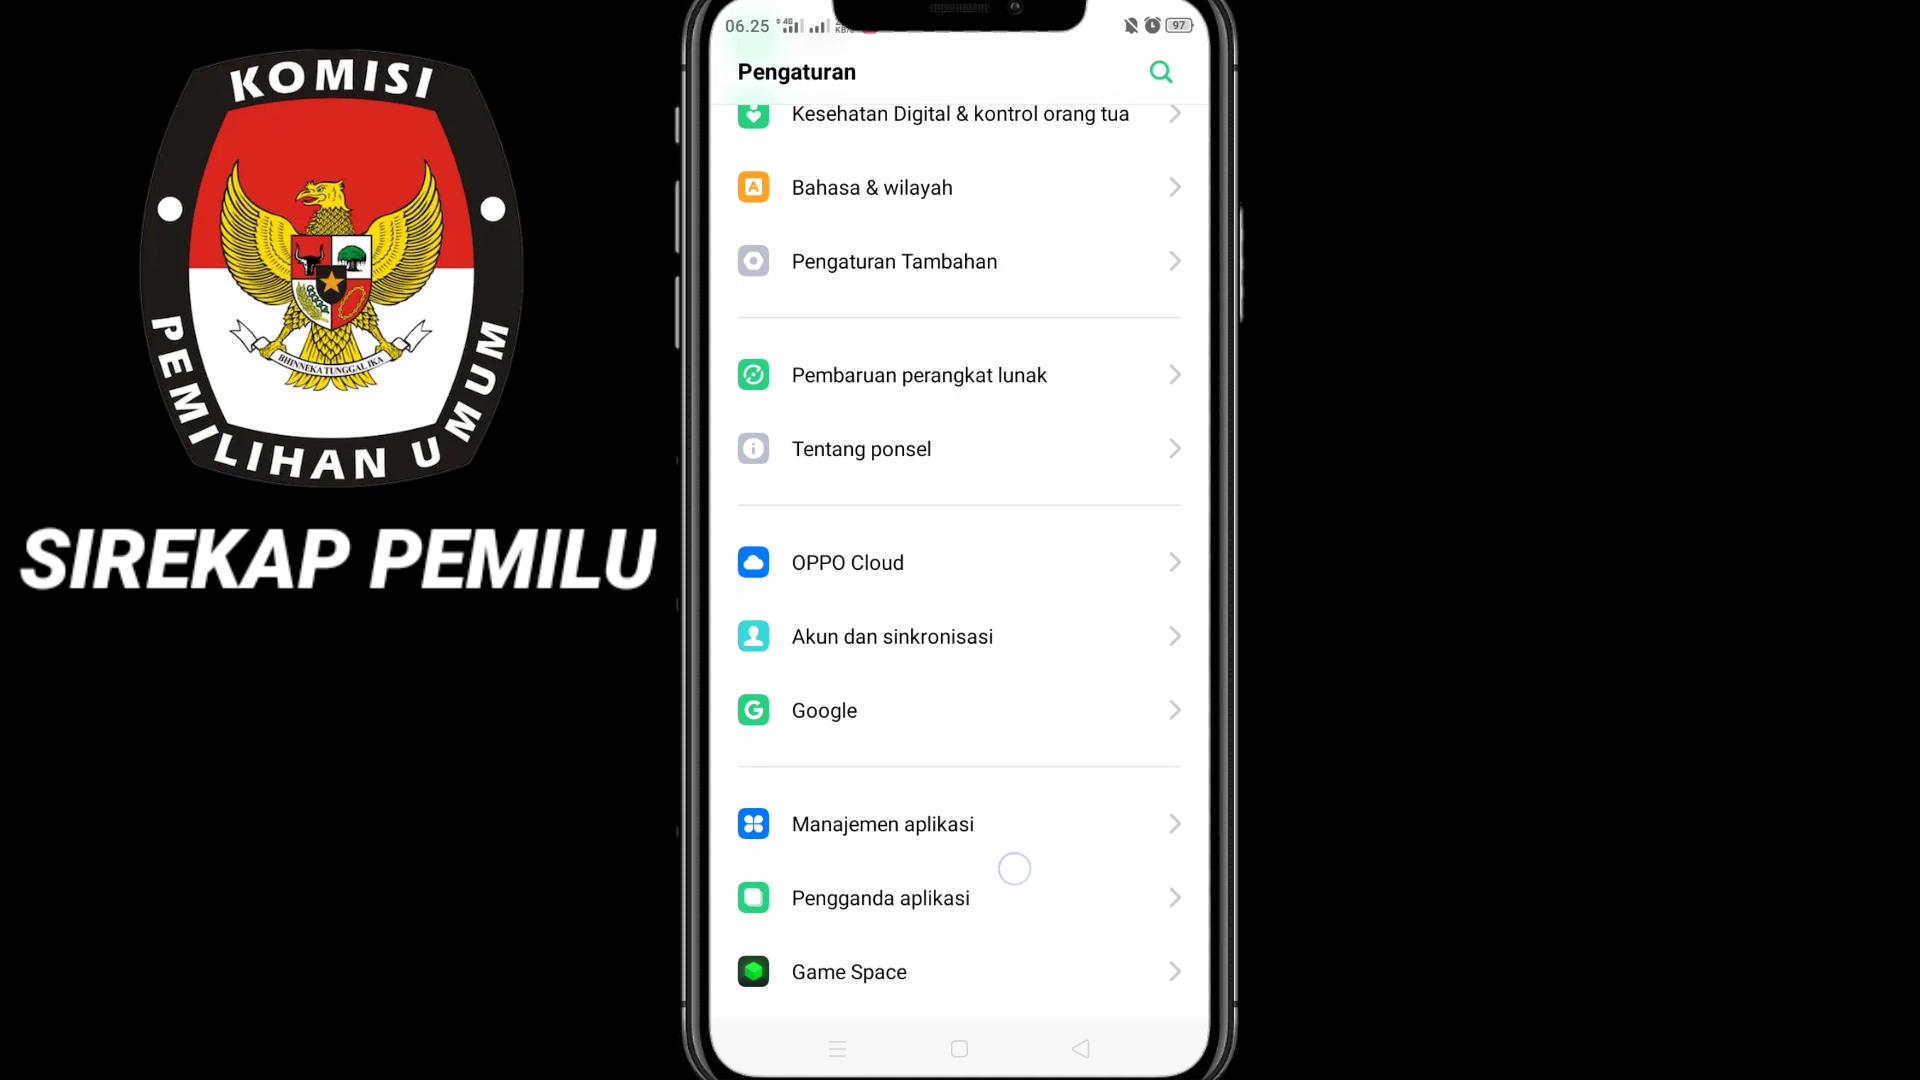 KOMISI
PEMILIHAN UMUM
BHINNEKA TUNGGAL IKA
SIREKAP PEMILU
06.25 4G 97
Pengaturan
Kesehatan Digital & kontrol orang tua
Bahasa & wilayah
Pengaturan Tambahan
Pembaruan perangkat lunak
Tentang ponsel
OPPO Cloud
Akun dan sinkronisasi
Google
Manajemen aplikasi
Pengganda aplikasi
Game Space